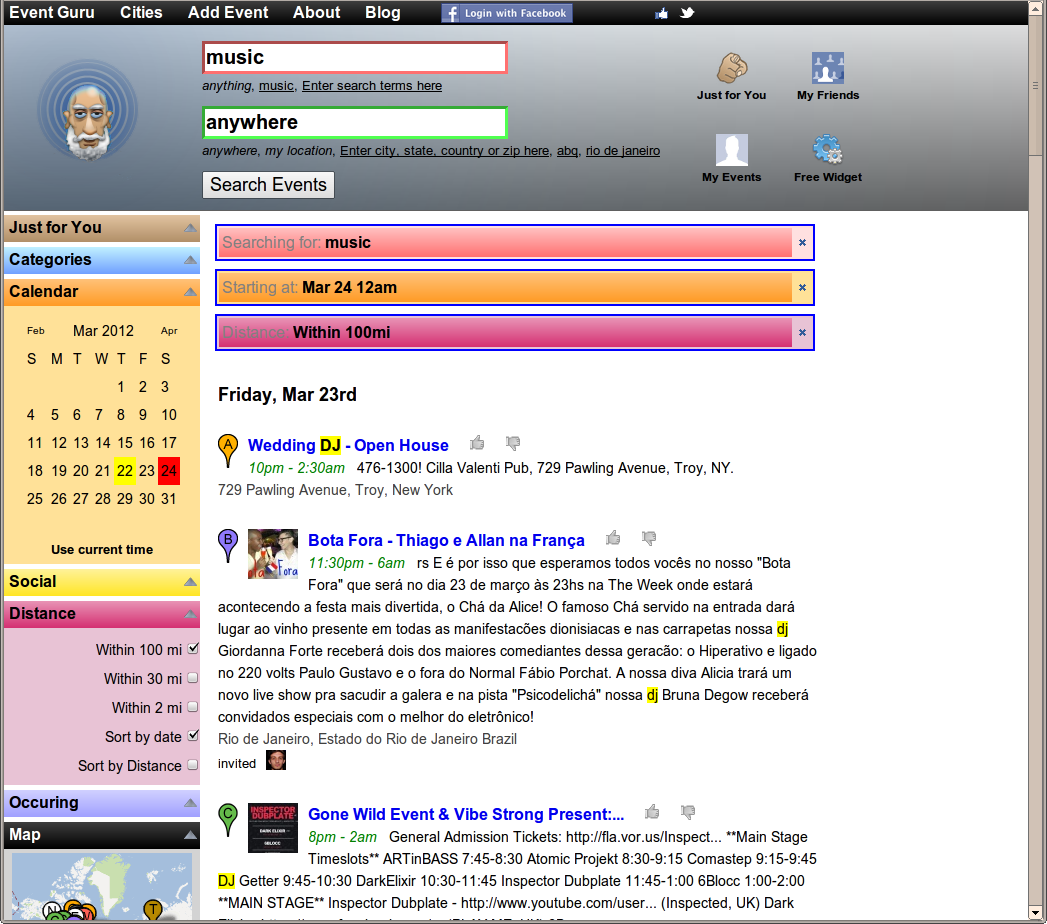 Event Guru Cities Add Event About Blog Login with Facebook
music
anything, music, Enter search terms here
anywhere
anywhere, my location, Enter city, state, country or zip here, abq, rio de janeiro
Search Events
Just for You My Friends
My Events Free Widget
Just for You
Categories
Calendar
Feb Mar 2012 Apr
S M T W T F S
1 2 3
4 5 6 7 8 9 10
11 12 13 14 15 16 17
18 19 20 21 22 23 24
25 26 27 28 29 30 31
Use current time
Social
Distance
Within 100 mi
Within 30 mi
Within 2 mi
Sort by date
Sort by Distance
Occuring
Map
T
Searching for: music ×
Starting at: Mar 24 12am ×
Distance: Within 100mi ×
Friday, Mar 23rd
A Wedding DJ - Open House
10pm - 2:30am 476-1300! Cilla Valenti Pub, 729 Pawling Avenue, Troy, NY.
729 Pawling Avenue, Troy, New York
B Bota Fora - Thiago e Allan na França
Fora
11:30pm - 6am rs E é por isso que esperamos todos vocês no nosso "Bota
Fora" que será no dia 23 de março às 23hs na The Week onde estará
acontecendo a festa mais divertida, o Chá da Alice! O famoso Chá servido na entrada dará
lugar ao vinho presente em todas as manifestacões dionisiacas e nas carrapetas nossa dj
Giordanna Forte receberá dois dos maiores comediantes dessa geracão: o Hiperativo e ligado
no 220 volts Paulo Gustavo e o fora do Normal Fábio Porchat. A nossa diva Alicia trará um
novo live show pra sacudir a galera e na pista "Psicodelichá" nossa dj Bruna Degow receberá
convidados especiais com o melhor do eletrônico!
Rio de Janeiro, Estado do Rio de Janeiro Brazil
invited
C Gone Wild Event & Vibe Strong Present:...
INSPECTOR
DUBPLATE
DARK ELIXIR
6BLOCC
8pm - 2am General Admission Tickets: http://fla.vor.us/Inspect... **Main Stage
Timeslots** ARTinBASS 7:45-8:30 Atomic Projekt 8:30-9:15 Comastep 9:15-9:45
DJ Getter 9:45-10:30 DarkElixir 10:30-11:45 Inspector Dubplate 11:45-1:00 6Blocc 1:00-2:00
**MAIN STAGE** Inspector Dubplate - http://www.youtube.com/user... (Inspected, UK) Dark